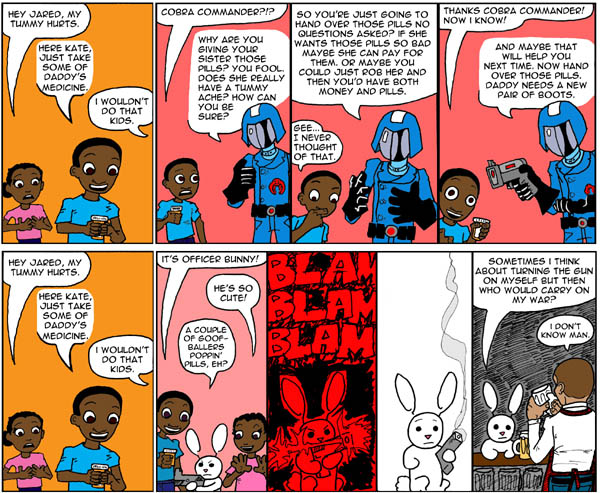 HEY JARED, MY
TUMMY HURTS.
HERE KATE,
JUST TAKE
SOME OF
DADDY'S
MEDICINE.
I WOULDN'T
DO THAT
KIDS.
COBRA COMMANDER?!?
WHY ARE YOU
GIVING YOUR
SISTER THOSE
PILLS? YOU FOOL.
DOES SHE REALLY
HAVE A TUMMY
ACHE? HOW CAN
YOU BE
SURE?
SO YOU'RE JUST GOING TO
HAND OVER THOSE PILLS NO
QUESTIONS ASKED? IF SHE
WANTS THOSE PILLS SO BAD
MAYBE SHE CAN PAY FOR
THEM. OR MAYBE YOU
COULD JUST ROB HER AND
THEN YOU'D HAVE BOTH
MONEY AND PILLS.
GEE...
I NEVER
THOUGHT
OF THAT.
THANKS COBRA COMMANDER!
NOW I KNOW!
AND MAYBE THAT
WILL HELP YOU
NEXT TIME. NOW HAND
OVER THOSE PILLS.
DADDY NEEDS A NEW
PAIR OF BOOTS.
HEY JARED, MY
TUMMY HURTS.
HERE KATE,
JUST TAKE
SOME OF
DADDY'S
MEDICINE.
I WOULDN'T
DO THAT
KIDS.
IT'S OFFICER BUNNY!
HE'S SO
CUTE!
A COUPLE
OF GOOF-
BALLERS
POPPIN'
PILLS, EH?
BLAM
BLAM
BLAM
SOMETIMES I THINK
ABOUT TURNING THE GUN
ON MYSELF BUT THEN
WHO WOULD CARRY ON
MY WAR?
I DON'T
KNOW MAN.